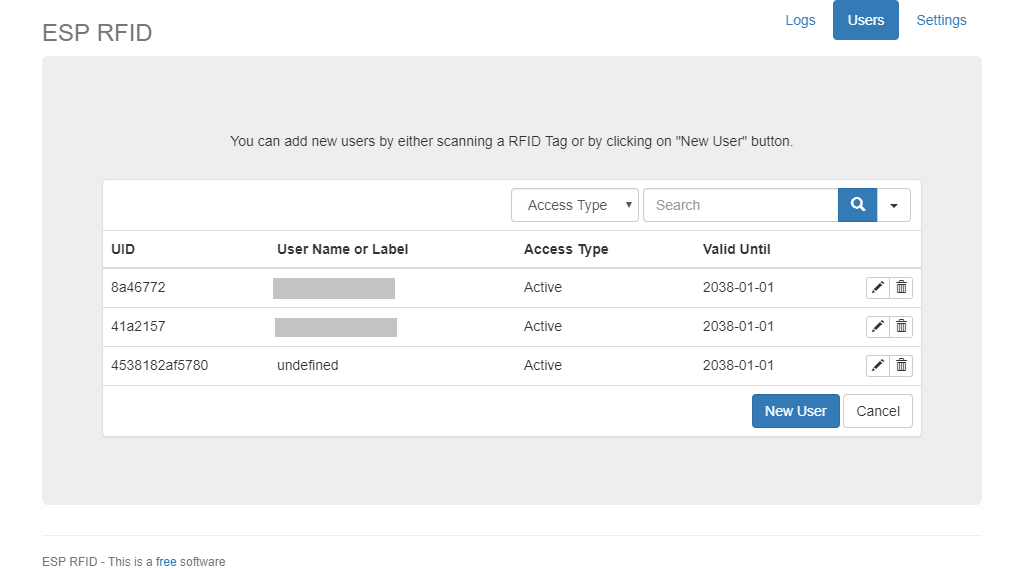 ESP RFID
Logs Users Settings
You can add new users by either scanning a RFID Tag or by clicking on "New User" button.
Access Type Search
UID User Name or Label Access Type Valid Until
8a46772 Active 2038-01-01
41a2157 Active 2038-01-01
4538182af5780 undefined Active 2038-01-01
New User Cancel
ESP RFID - This is a free software